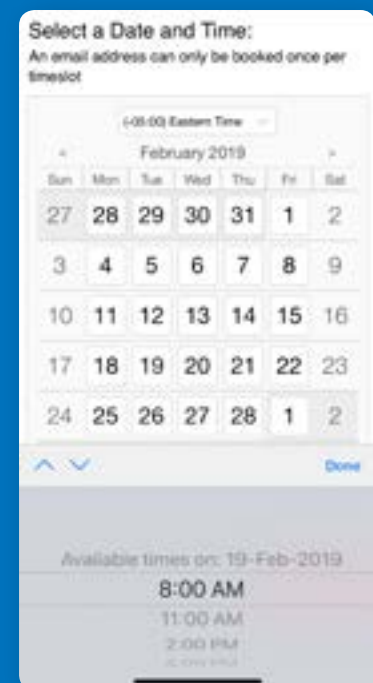 Select a Date and Time:
An email address can only be booked once per
timeslot
(-05:00) Eastern Time
« February 2019 »
Sun Mon Tue Wed Thu Fri Sat
27 28 29 30 31 1 2
3 4 5 6 7 8 9
10 11 12 13 14 15 16
17 18 19 20 21 22 23
24 25 26 27 28 1 2
Done
Available times on: 19-Feb-2019
8:00 AM
11:00 AM
2:00 PM